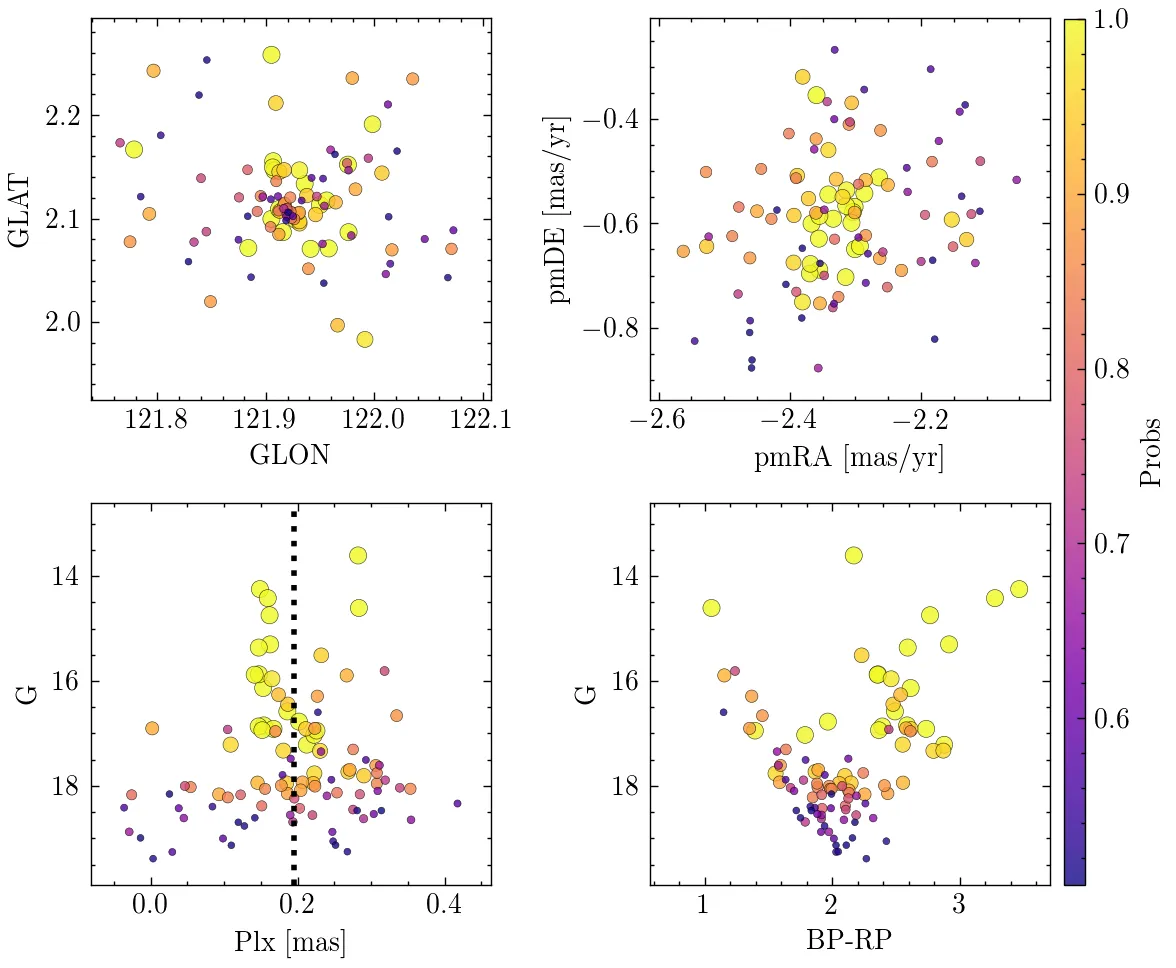 2.2
2.1
2.0
GLAT
121.8 121.9 122.0 122.1
GLON
−0.4
−0.6
−0.8
pmDE [mas/yr]
−2.6 −2.4 −2.2
pmRA [mas/yr]
1.0
0.9
0.8
0.7
0.6
Probs
14
16
18
G
0.0 0.2 0.4
Plx [mas]
14
16
18
G
1 2 3
BP-RP